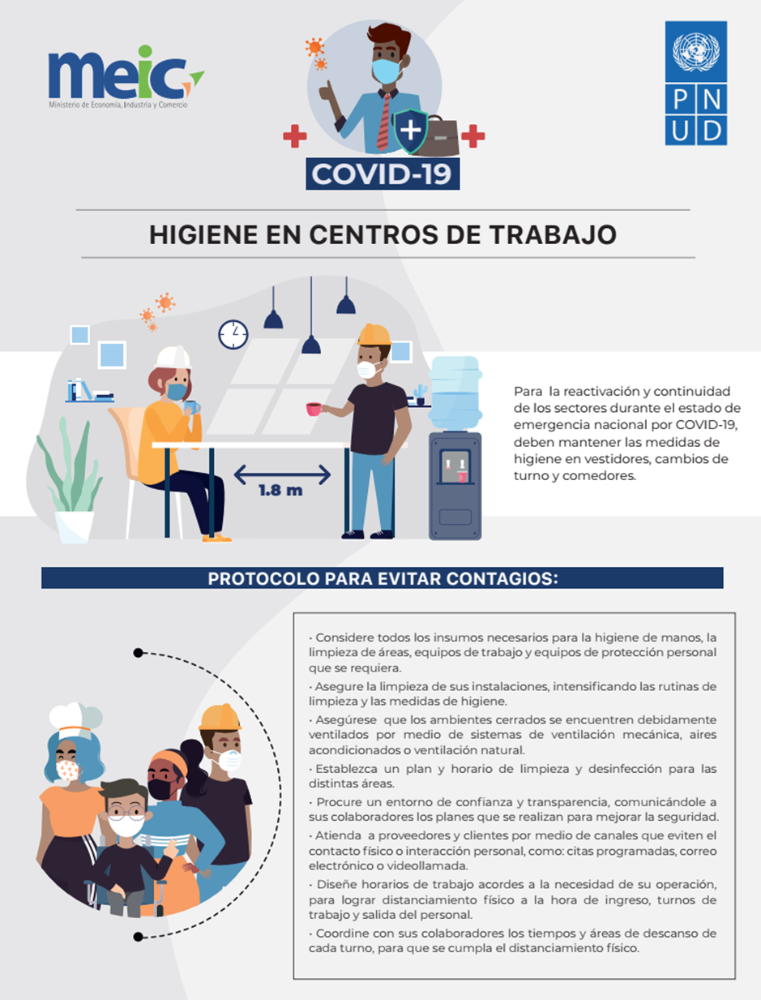 meic
Ministerio de Economía, Industria y Comercio
P N
U D
COVID-19
HIGIENE EN CENTROS DE TRABAJO
1.8 m
Para la reactivación y continuidad
de los sectores durante el estado de
emergencia nacional por COVID-19,
deben mantener las medidas de
higiene en vestidores, cambios de
turno y comedores.
PROTOCOLO PARA EVITAR CONTAGIOS:
• Considere todos los insumos necesarios para la higiene de manos, la
limpieza de áreas, equipos de trabajo y equipos de protección personal
que se requiera.
• Asegure la limpieza de sus instalaciones, intensificando las rutinas de
limpieza y las medidas de higiene.
• Asegúrese que los ambientes cerrados se encuentren debidamente
ventilados por medio de sistemas de ventilación mecánica, aires
acondicionados o ventilación natural.
• Establezca un plan y horario de limpieza y desinfección para las
distintas áreas.
• Procure un entorno de confianza y transparencia, comunicándole a
sus colaboradores los planes que se realizan para mejorar la seguridad.
• Atienda a proveedores y clientes por medio de canales que eviten el
contacto físico o interacción personal, como: citas programadas, correo
electrónico o videollamada.
• Diseñe horarios de trabajo acordes a la necesidad de su operación,
para lograr distanciamiento físico a la hora de ingreso, turnos de
trabajo y salida del personal.
• Coordine con sus colaboradores los tiempos y áreas de descanso de
cada turno, para que se cumpla el distanciamiento físico.